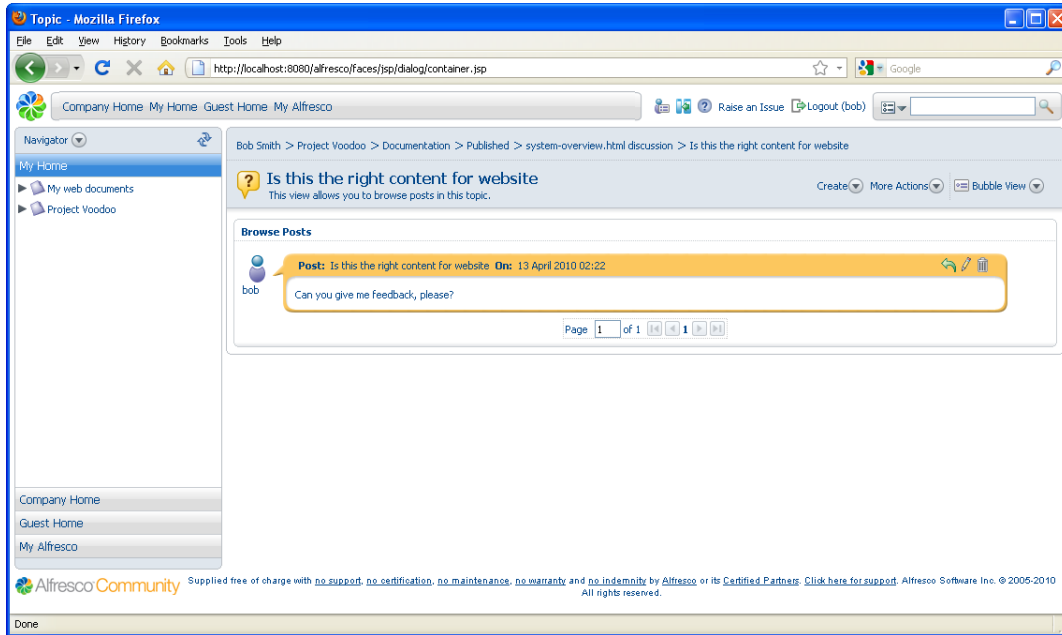 Topic - Mozilla Firefox
File Edit View History Bookmarks Tools Help
http://localhost:8080/alfresco/faces/jsp/dialog/container.jsp
Google
Company Home My Home Guest Home My Alfresco
Raise an Issue Logout (bob)
Navigator
Bob Smith > Project Voodoo > Documentation > Published > system-overview.html discussion > Is this the right content for website
My Home
My web documents
Project Voodoo
Is this the right content for website
This view allows you to browse posts in this topic.
Create More Actions Bubble View
Browse Posts
Post: Is this the right content for website On: 13 April 2010 02:22
bob
Can you give me feedback, please?
Page 1 of 1 1
Company Home
Guest Home
My Alfresco
Alfresco Community
Supplied free of charge with no support, no certification, no maintenance, no warranty and no indemnity by Alfresco or its Certified Partners. Click here for support. Alfresco Software Inc. © 2005-2010
All rights reserved.
Done